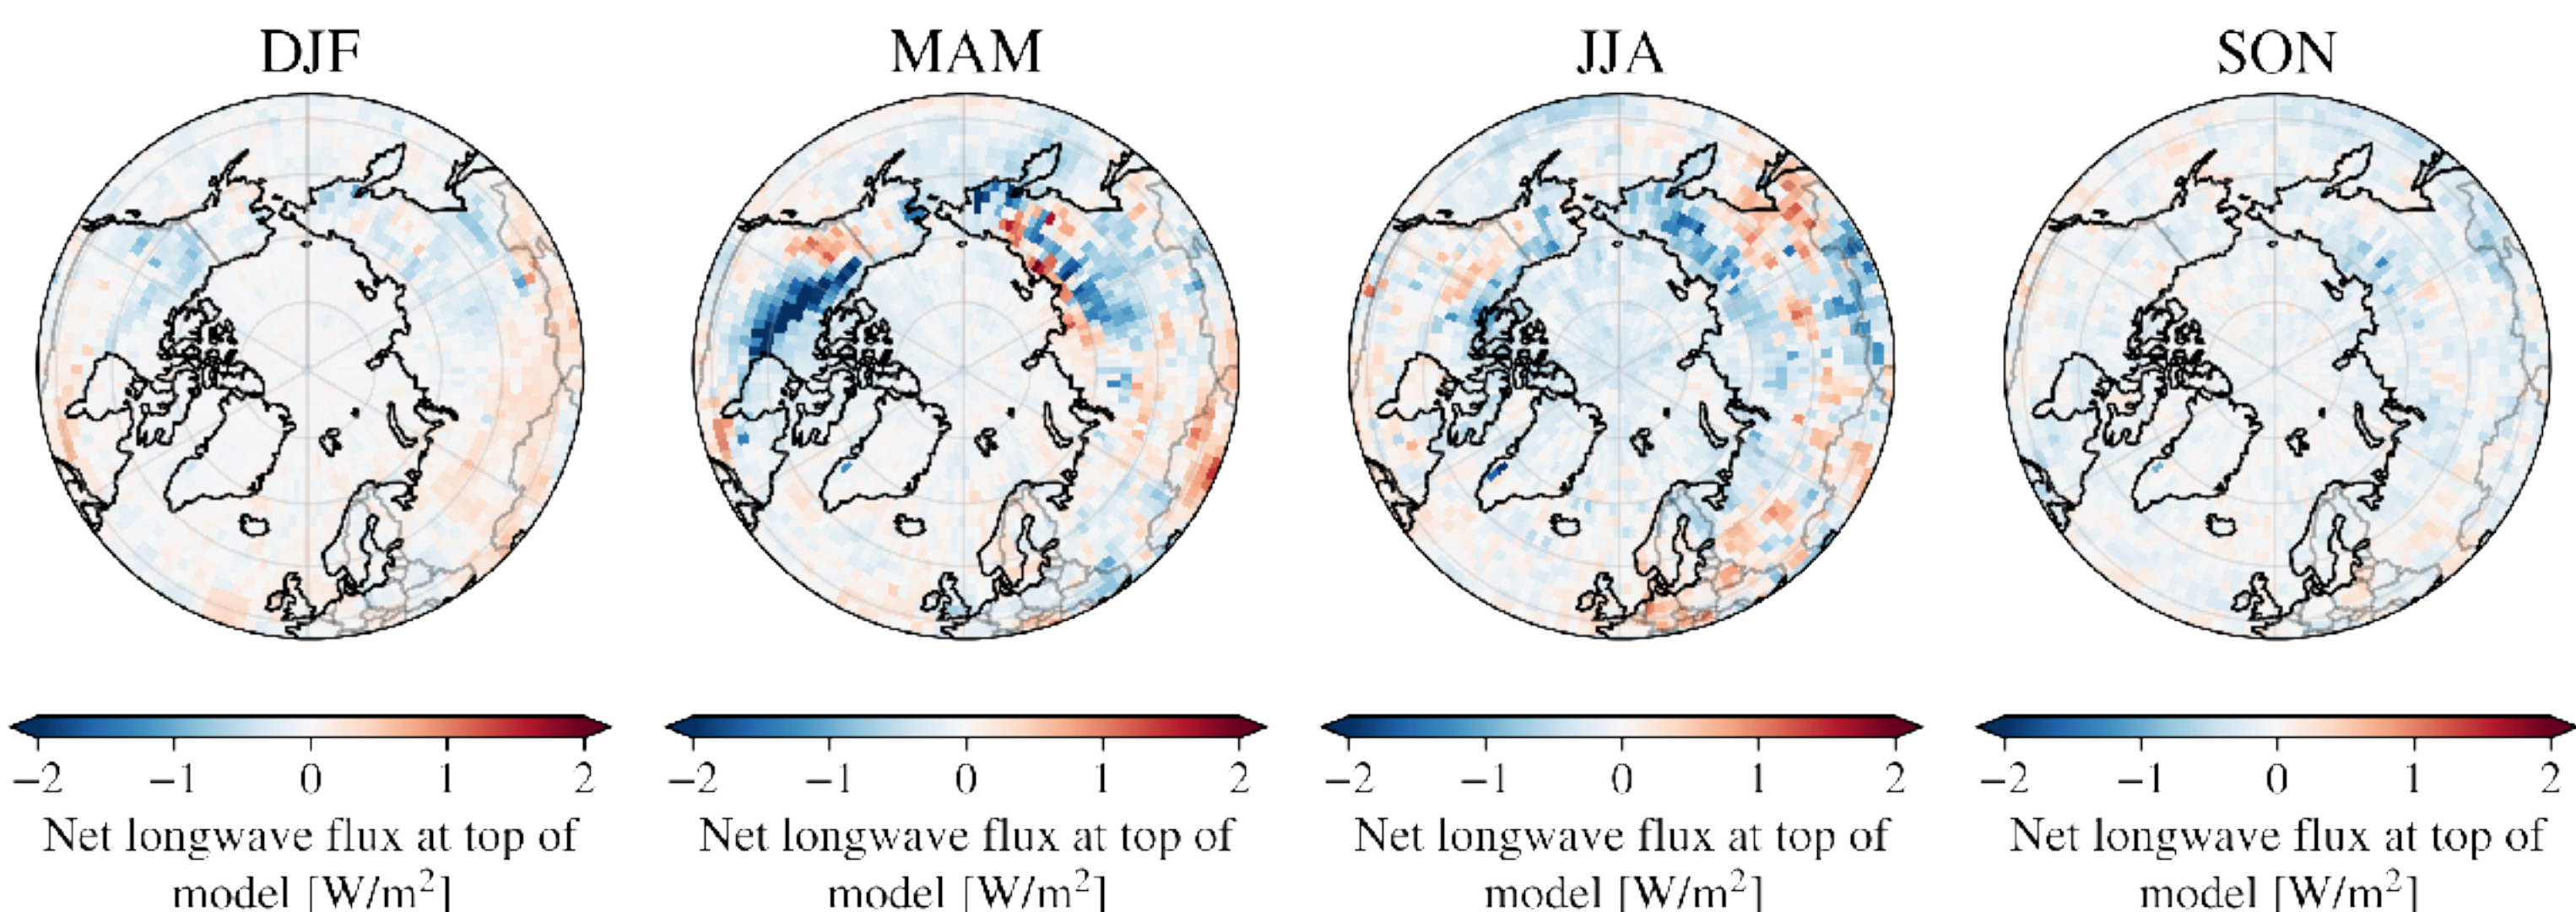 DJF MAM JJA SON
−2 −1 0 1 2 −2 −1 0 1 2 −2 −1 0 1 2 −2 −1 0 1 2
Net longwave flux at top of Net longwave flux at top of Net longwave flux at top of Net longwave flux at top of
model [W/m²] model [W/m²] model [W/m²] model [W/m²]